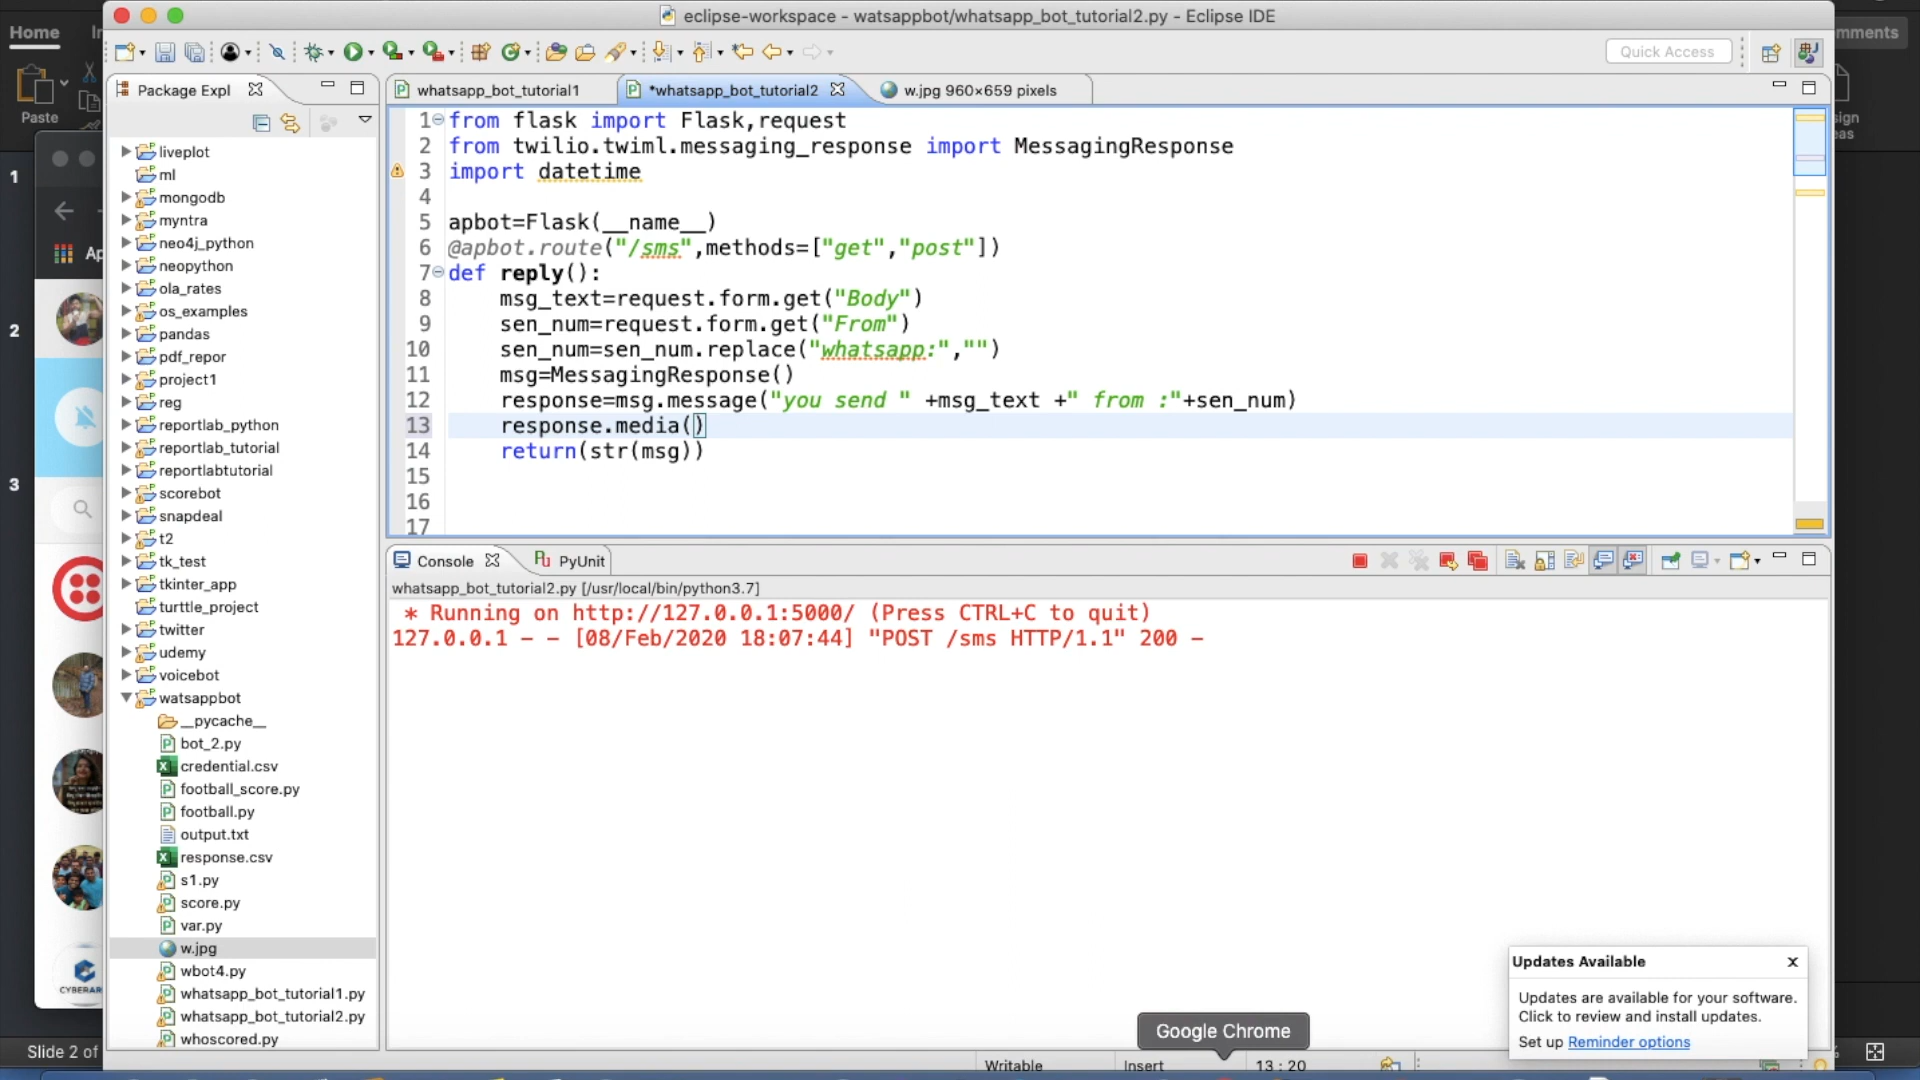 eclipse-workspace - watsappbot/whatsapp_bot_tutorial2.py - Eclipse IDE
Home
Paste
mments
Quick Access
Package Expl
whatsapp_bot_tutorial1
*whatsapp_bot_tutorial2
w.jpg 960×659 pixels
1 from flask import Flask,request
2 from twilio.twiml.messaging_response import MessagingResponse
3 import datetime
4
5 apbot=Flask(__name__)
6 @apbot.route("/sms",methods=["get","post"])
7 def reply():
8 msg_text=request.form.get("Body")
9 sen_num=request.form.get("From")
10 sen_num=sen_num.replace("whatsapp:","")
11 msg=MessagingResponse()
12 response=msg.message("you send " +msg_text +" from :"+sen_num)
13 response.media()
14 return(str(msg))
15
16
17
1
2
3
liveplot
ml
mongodb
myntra
neo4j_python
neopython
ola_rates
os_examples
pandas
pdf_repor
project1
reg
reportlab_python
reportlab_tutorial
reportlabtutorial
scorebot
snapdeal
t2
tk_test
tkinter_app
turttle_project
twitter
udemy
voicebot
watsappbot
__pycache__
bot_2.py
credential.csv
football_score.py
football.py
output.txt
response.csv
s1.py
score.py
var.py
w.jpg
wbot4.py
whatsapp_bot_tutorial1.py
whatsapp_bot_tutorial2.py
whoscored.py
Console
PyUnit
whatsapp_bot_tutorial2.py [/usr/local/bin/python3.7]
* Running on http://127.0.0.1:5000/ (Press CTRL+C to quit)
127.0.0.1 - - [08/Feb/2020 18:07:44] "POST /sms HTTP/1.1" 200 -
Updates Available
x
Updates are available for your software.
Click to review and install updates.
Set up Reminder options
Google Chrome
Slide 2 of
Writable
Insert
13 : 20